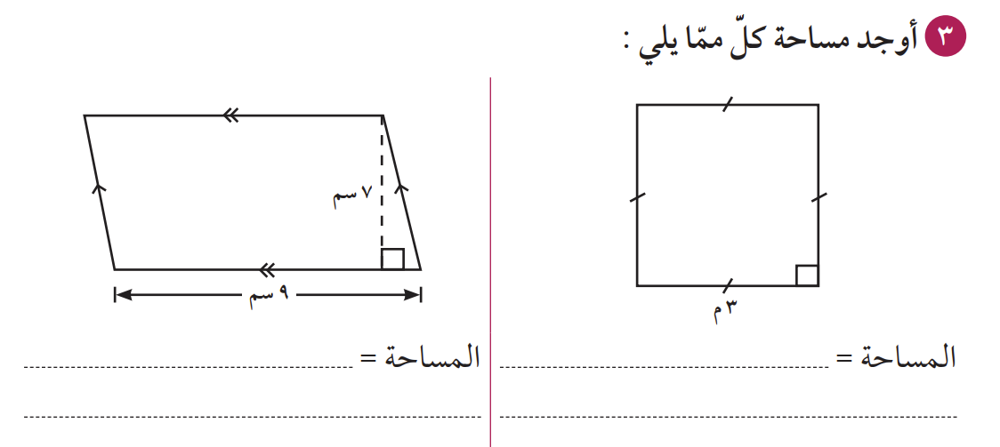 ٣ أوجد مساحة كلّ ممّا يلي :
٣ م
المساحة =
٧ سم
٩ سم
المساحة =